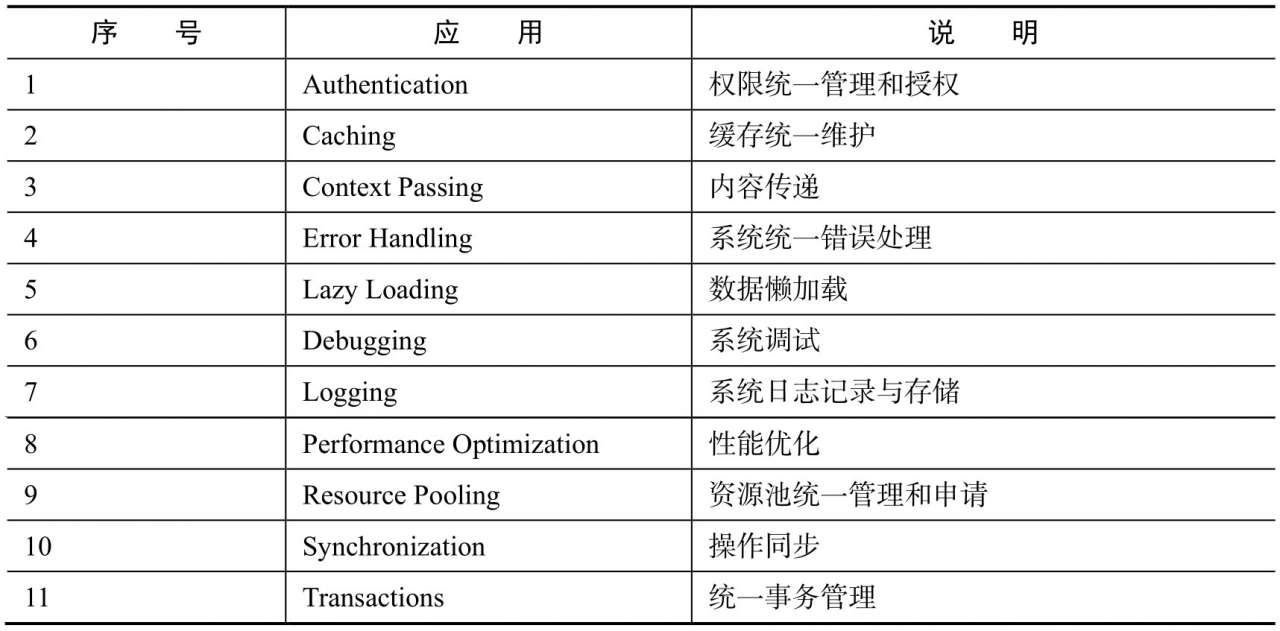 序 号 应 用 说 明
1 Authentication 权限统一管理和授权
2 Caching 缓存统一维护
3 Context Passing 内容传递
4 Error Handling 系统统一错误处理
5 Lazy Loading 数据懒加载
6 Debugging 系统调试
7 Logging 系统日志记录与存储
8 Performance Optimization 性能优化
9 Resource Pooling 资源池统一管理和申请
10 Synchronization 操作同步
11 Transactions 统一事务管理